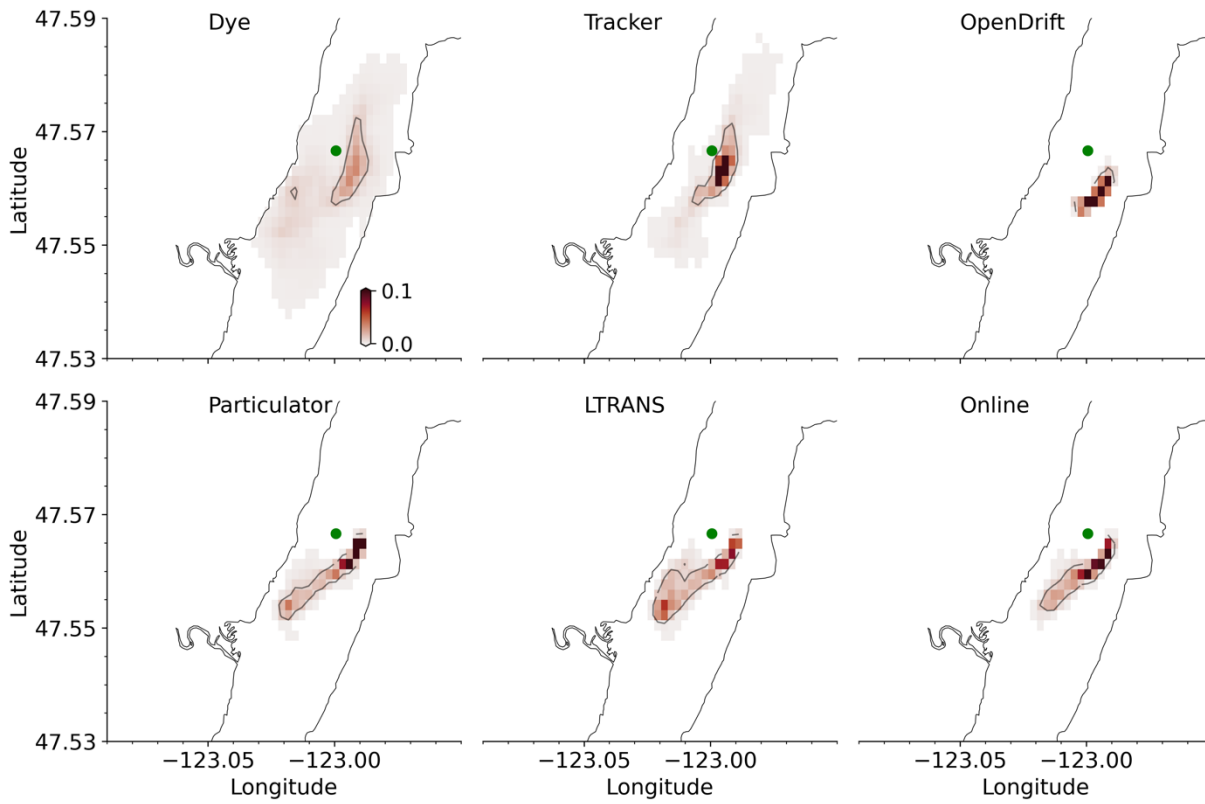 Dye
Tracker
OpenDrift
47.59
47.57
47.55
47.53
Latitude
0.1
0.0
Particulator
LTRANS
Online
47.59
47.57
47.55
47.53
Latitude
−123.05 −123.00
−123.05 −123.00
−123.05 −123.00
Longitude
Longitude
Longitude